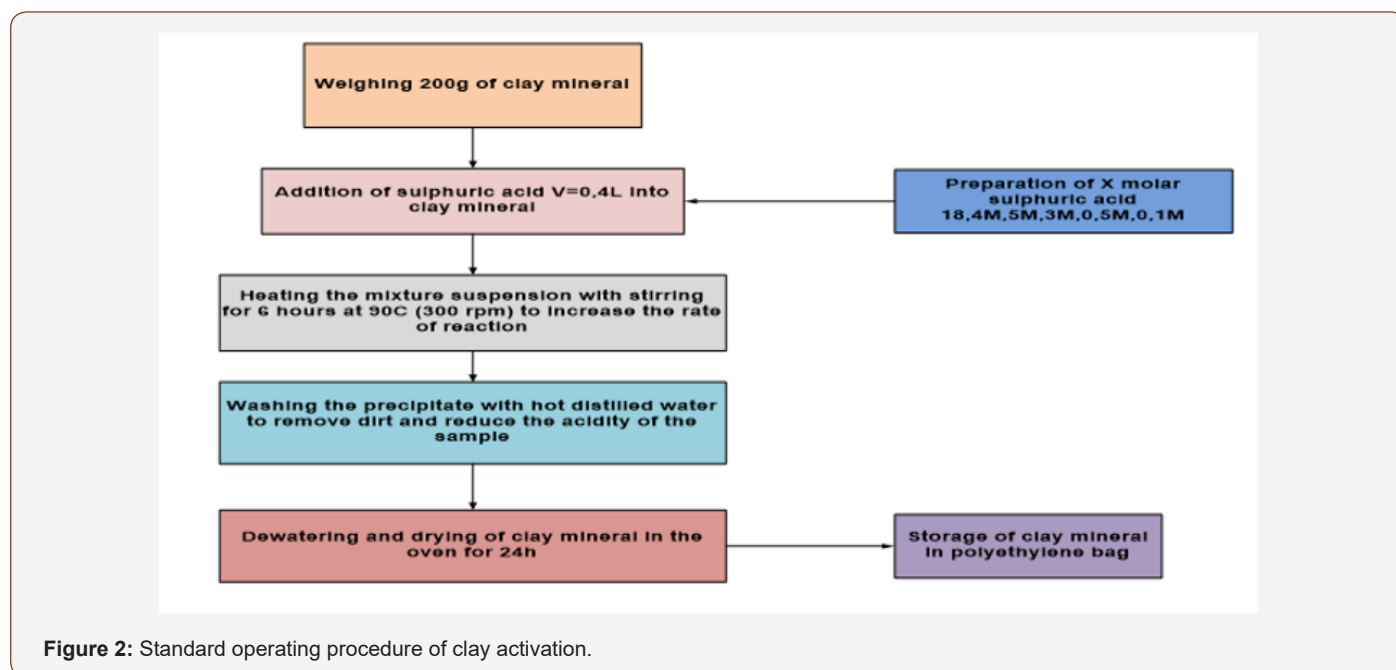 Weighing 200g of clay mineral
Addition of sulphuric acid V=0,4L into
clay mineral
Preparation of X molar
sulphuric acid
18,4M,5M,3M,0,5M,0,1M
Heating the mixture suspension with stirring
for 6 hours at 90C (300 rpm) to increase the rate
of reaction
Washing the precipitate with hot distilled water
to remove dirt and reduce the acidity of the
sample
Dewatering and drying of clay mineral in the
oven for 24h
Storage of clay mineral
in polyethylene bag
Figure 2: Standard operating procedure of clay activation.